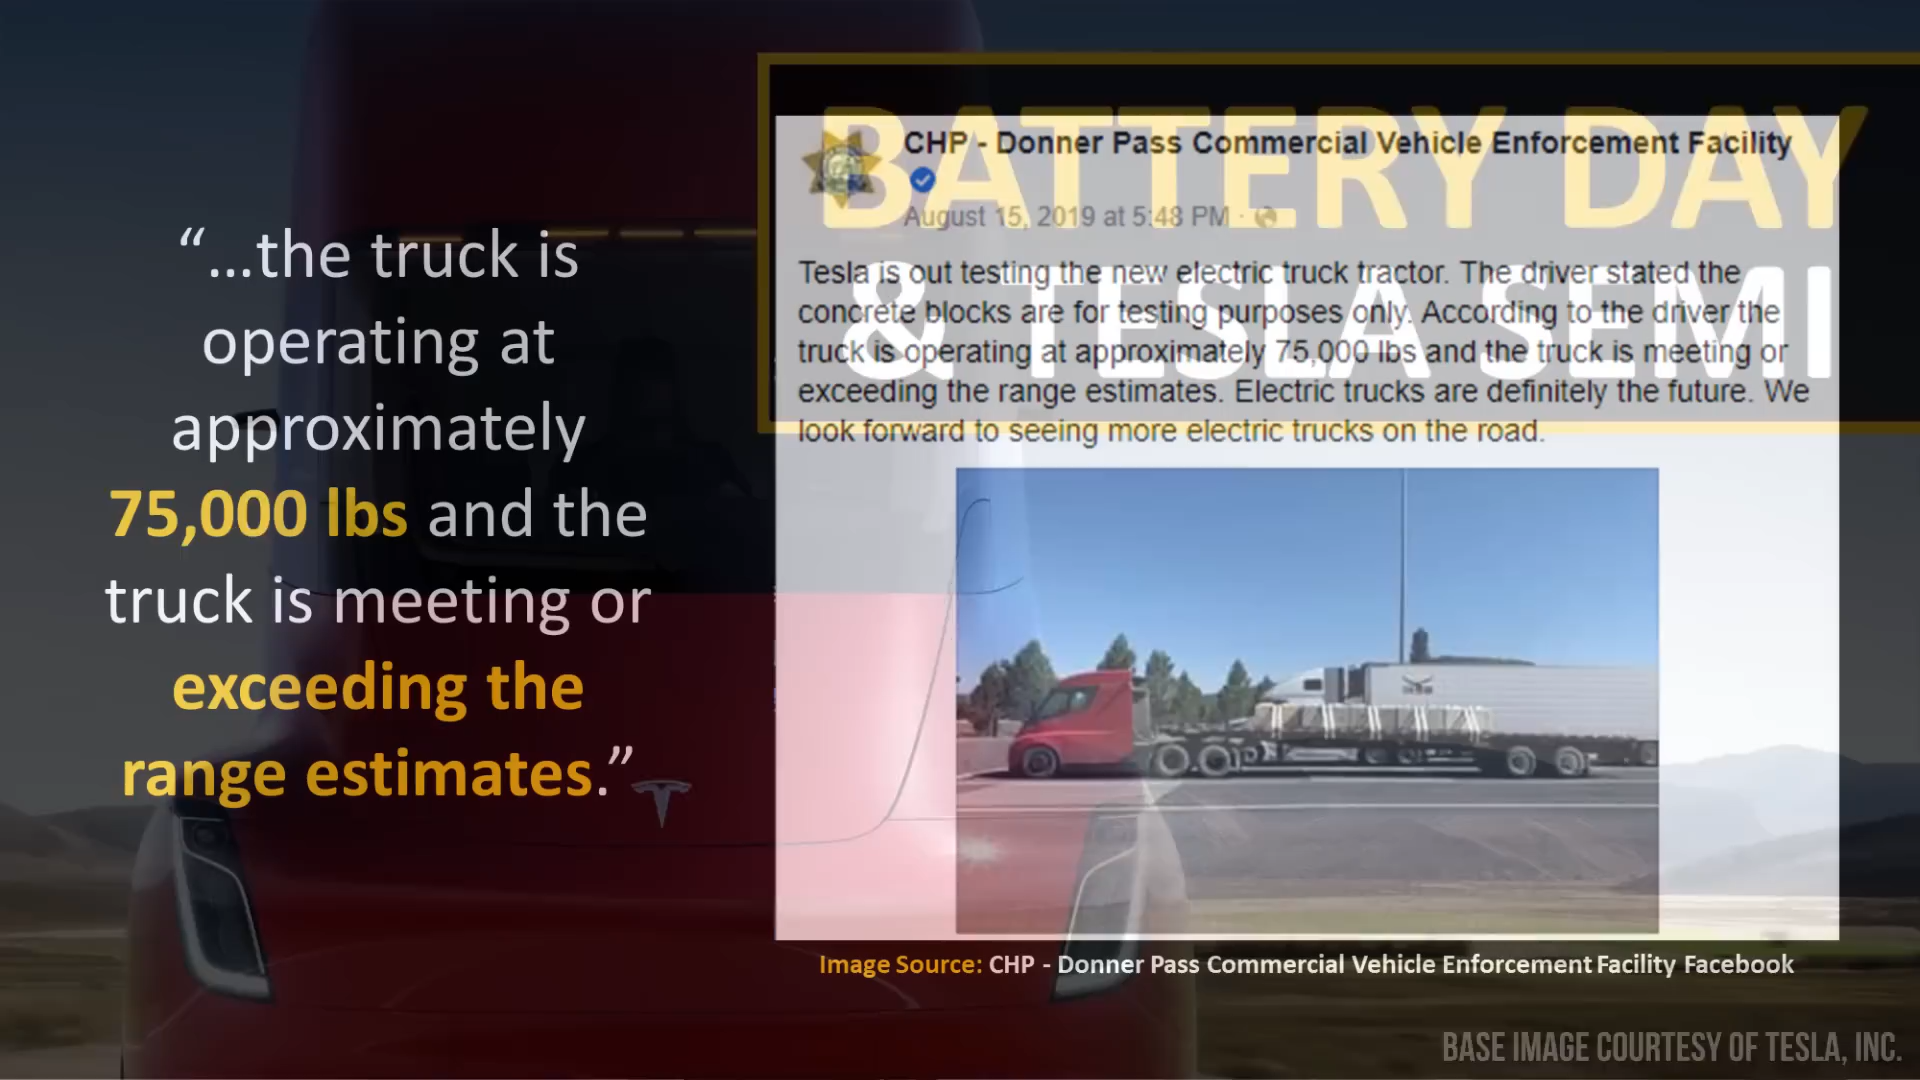 “...the truck is
operating at
approximately
75,000 lbs and the
truck is meeting or
exceeding the
range estimates.”
BATTERY DAY
& TESLA SEMI
CHP - Donner Pass Commercial Vehicle Enforcement Facility
August 15, 2019 at 5:48 PM ·
Tesla is out testing the new electric truck tractor. The driver stated the
concrete blocks are for testing purposes only. According to the driver the
truck is operating at approximately 75,000 lbs and the truck is meeting or
exceeding the range estimates. Electric trucks are definitely the future. We
look forward to seeing more electric trucks on the road.
Image Source: CHP - Donner Pass Commercial Vehicle Enforcement Facility Facebook
BASE IMAGE COURTESY OF TESLA, INC.